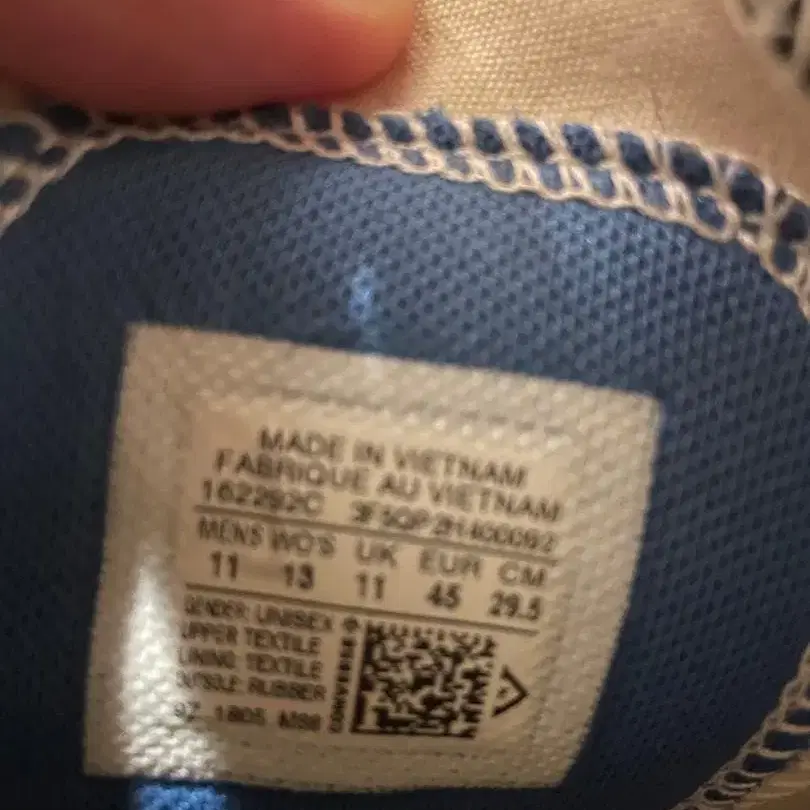 MADE IN VIETNAM
FABRIQUE AU VIETNAM
162292C
MENS WO'S UK EUR CM
11 13 11 45 29.5
GENDER: UNISEX
UPPER: TEXTILE
LINING: TEXTILE
OUTSOLE: RUBBER
1805
CONVERSE